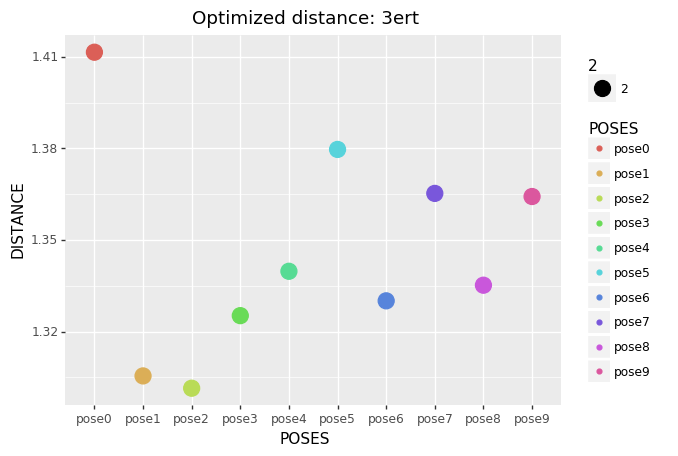 Optimized distance: 3ert
1.41
1.38
1.35
1.32
DISTANCE
pose0 pose1 pose2 pose3 pose4 pose5 pose6 pose7 pose8 pose9
POSES
2
2
POSES
pose0
pose1
pose2
pose3
pose4
pose5
pose6
pose7
pose8
pose9